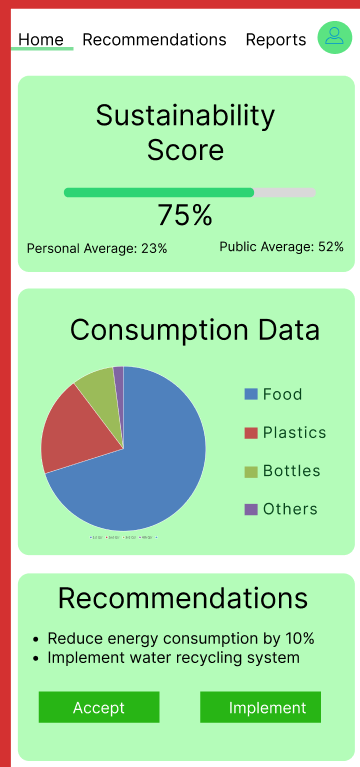 Home Recommendations Reports
Sustainability
Score
75%
Personal Average: 23% Public Average: 52%
Consumption Data
Food
Plastics
Bottles
Others
Recommendations
• Reduce energy consumption by 10%
• Implement water recycling system
Accept Implement